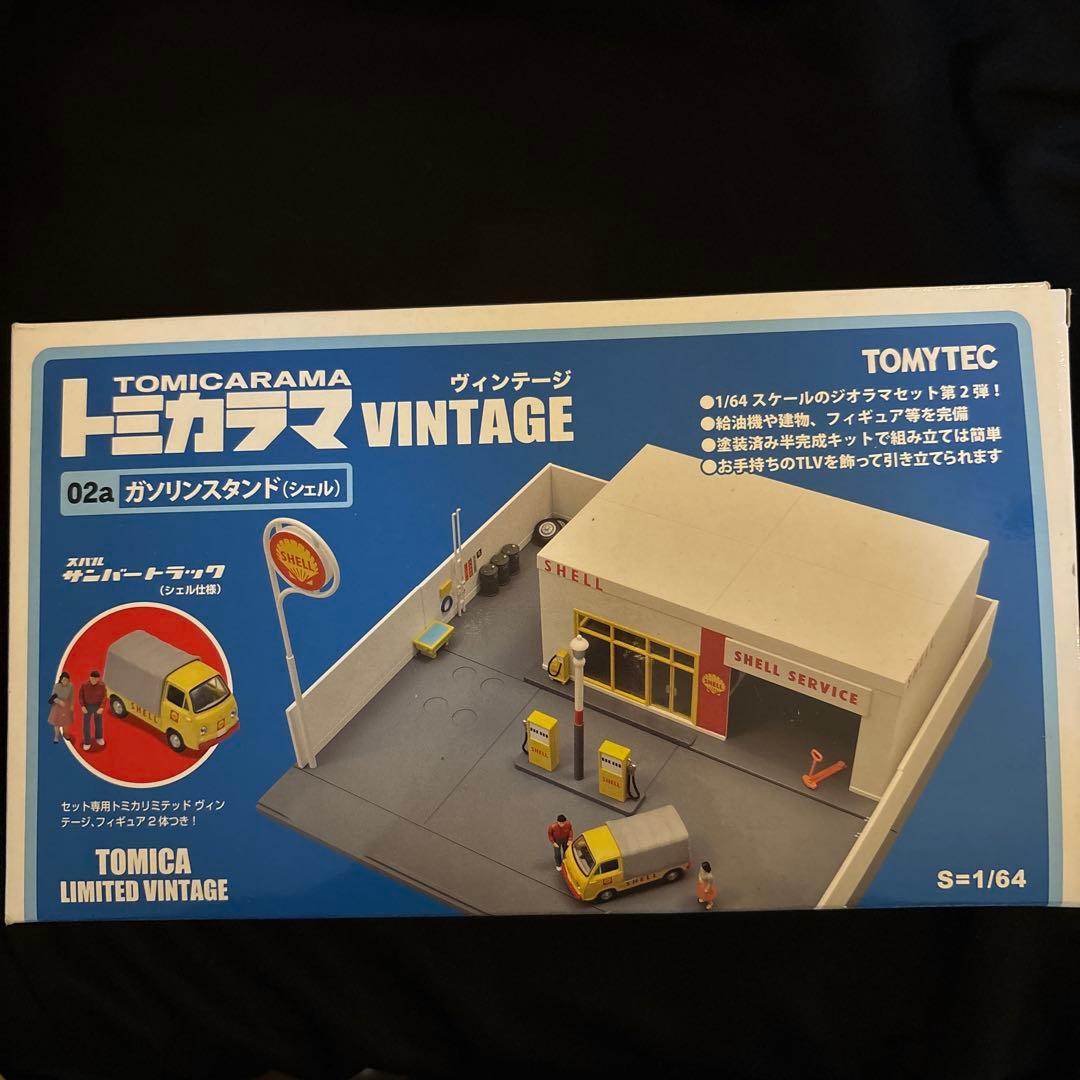 TOMYTEC
TOMICARAMA
トミカラマ
ヴィンテージ
VINTAGE
02a ガソリンスタンド(シェル)
●1/64 スケールのジオラマセット第2弾!
●給油機や建物、フィギュア等を完備
●塗装済み半完成キットで組み立ては簡単
●お手持ちのTLVを飾って引き立てられます
スバル
サンバートラック
(シェル仕様)
SHELL
セット専用トミカリミテッド ヴィン
テージ、フィギュア2体つき!
TOMICA
LIMITED VINTAGE
SHELL
SHELL
SHELL SERVICE
SHELL
SHELL
SHELL
SHELL
S=1/64